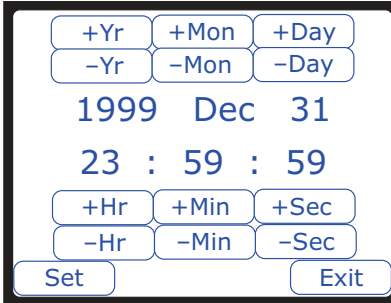 +Yr +Mon +Day
–Yr –Mon –Day
1999 Dec 31
23 : 59 : 59
+Hr +Min +Sec
–Hr –Min –Sec
Set Exit